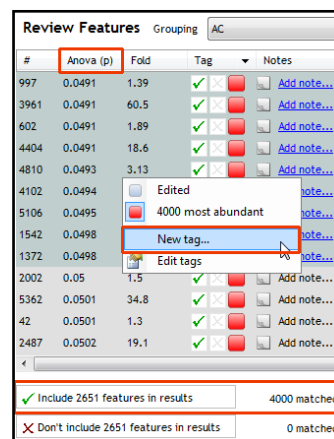 Review Features Grouping AC
# Anova (p) Fold Tag Notes
997 0.0491 1.39 Add note...
3961 0.0491 60.5 Add note...
602 0.0491 1.89 Add note...
4404 0.0491 18.6 Add note...
4810 0.0493 3.13 Add note...
4102 0.0494 note...
Edited
5106 0.0495 note...
4000 most abundant
1542 0.0498 note...
New tag...
1372 0.0498 note...
Edit tags
2002 0.05 1.5 Add note...
5362 0.0501 34.8 Add note...
42 0.0501 1.3 Add note...
2487 0.0502 19.1 Add note...
Include 2651 features in results 4000 matched
Don't include 2651 features in results 0 matched